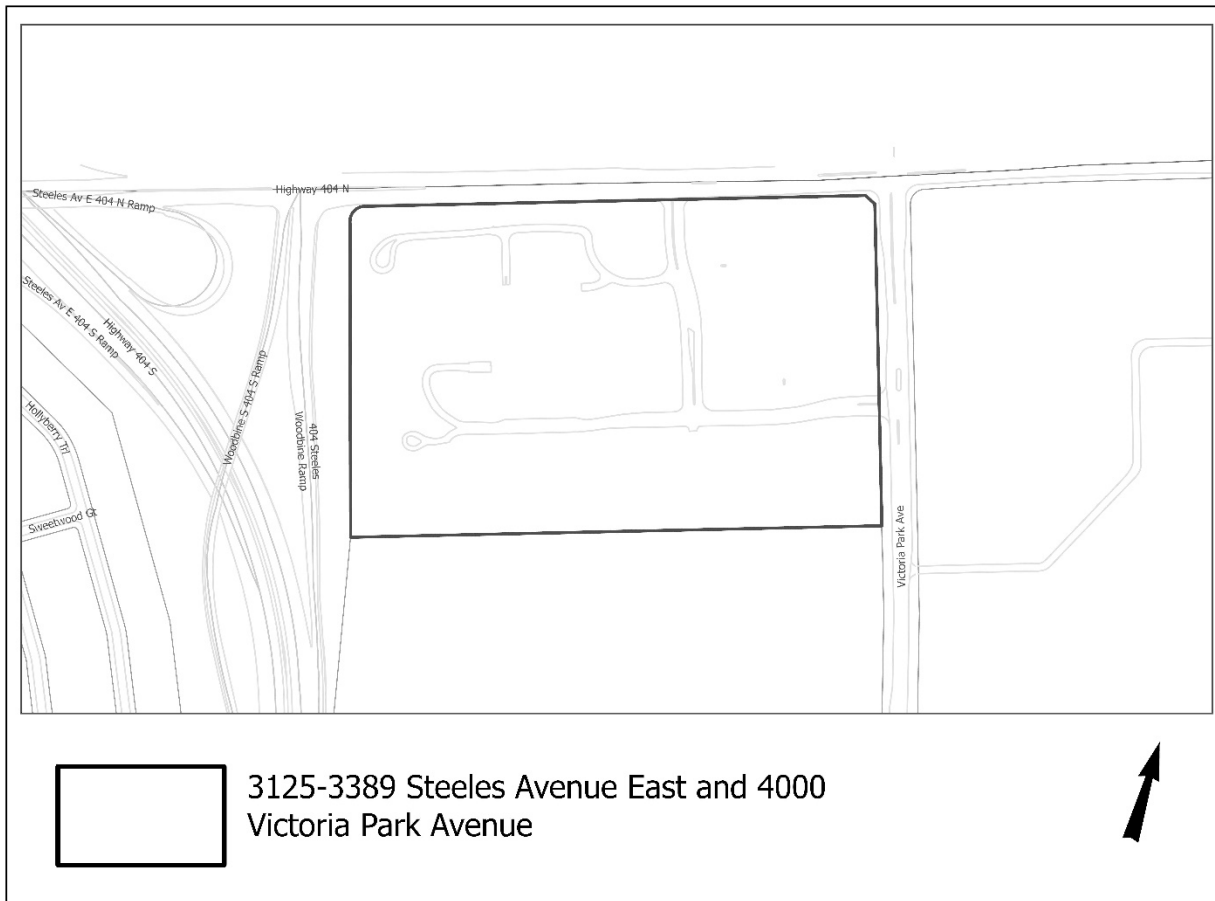 Highway 404 N
Steeles Av E 404 N Ramp
Steeles Av E 404 S Ramp
Highway 404 S
Woodbine S 404 S Ramp
404 Steeles
Woodbine Ramp
Hollyberry Trl
Sweetwood Gt
Victoria Park Ave
3125-3389 Steeles Avenue East and 4000
Victoria Park Avenue